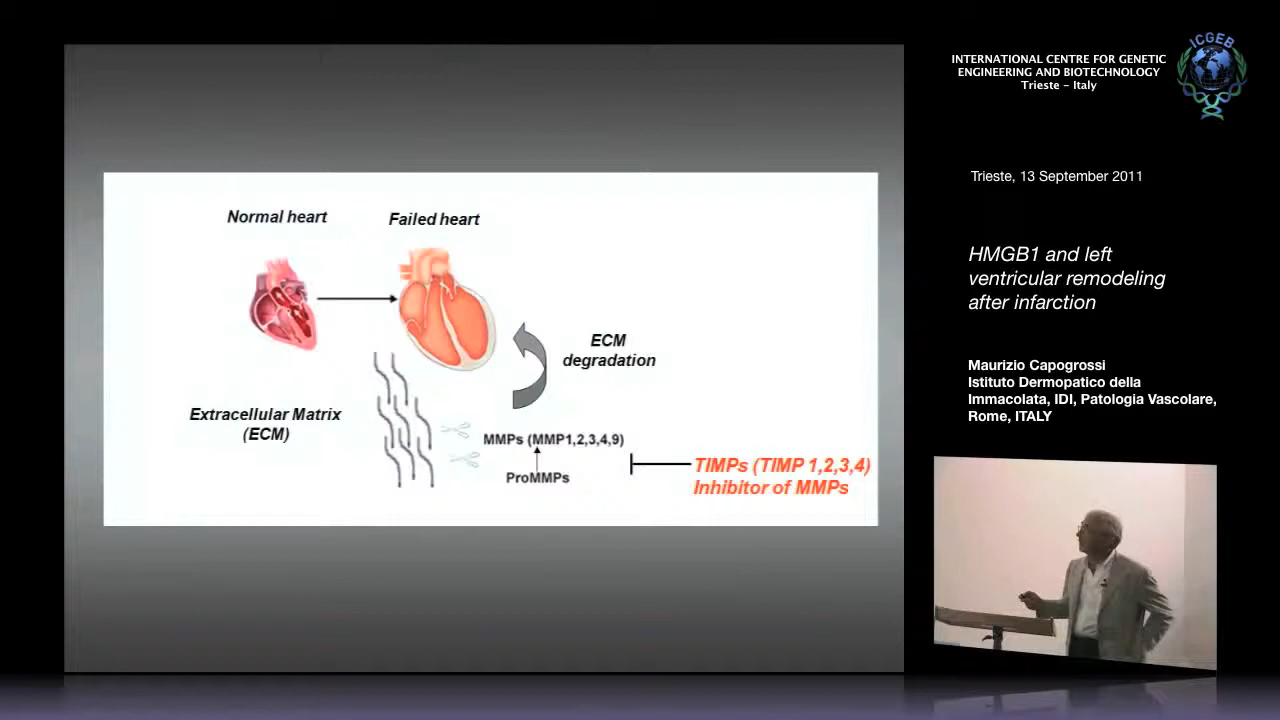 Normal heart
Failed heart
ECM
degradation
Extracellular Matrix
(ECM)
MMPs (MMP1,2,3,4,9)
ProMMPs
TIMPs (TIMP 1,2,3,4)
Inhibitor of MMPs
INTERNATIONAL CENTRE FOR GENETIC
ENGINEERING AND BIOTECHNOLOGY
Trieste - Italy
ICGEB
Trieste, 13 September 2011
HMGB1 and left
ventricular remodeling
after infarction
Maurizio Capogrossi
Istituto Dermopatico della
Immacolata, IDI, Patologia Vascolare,
Rome, ITALY